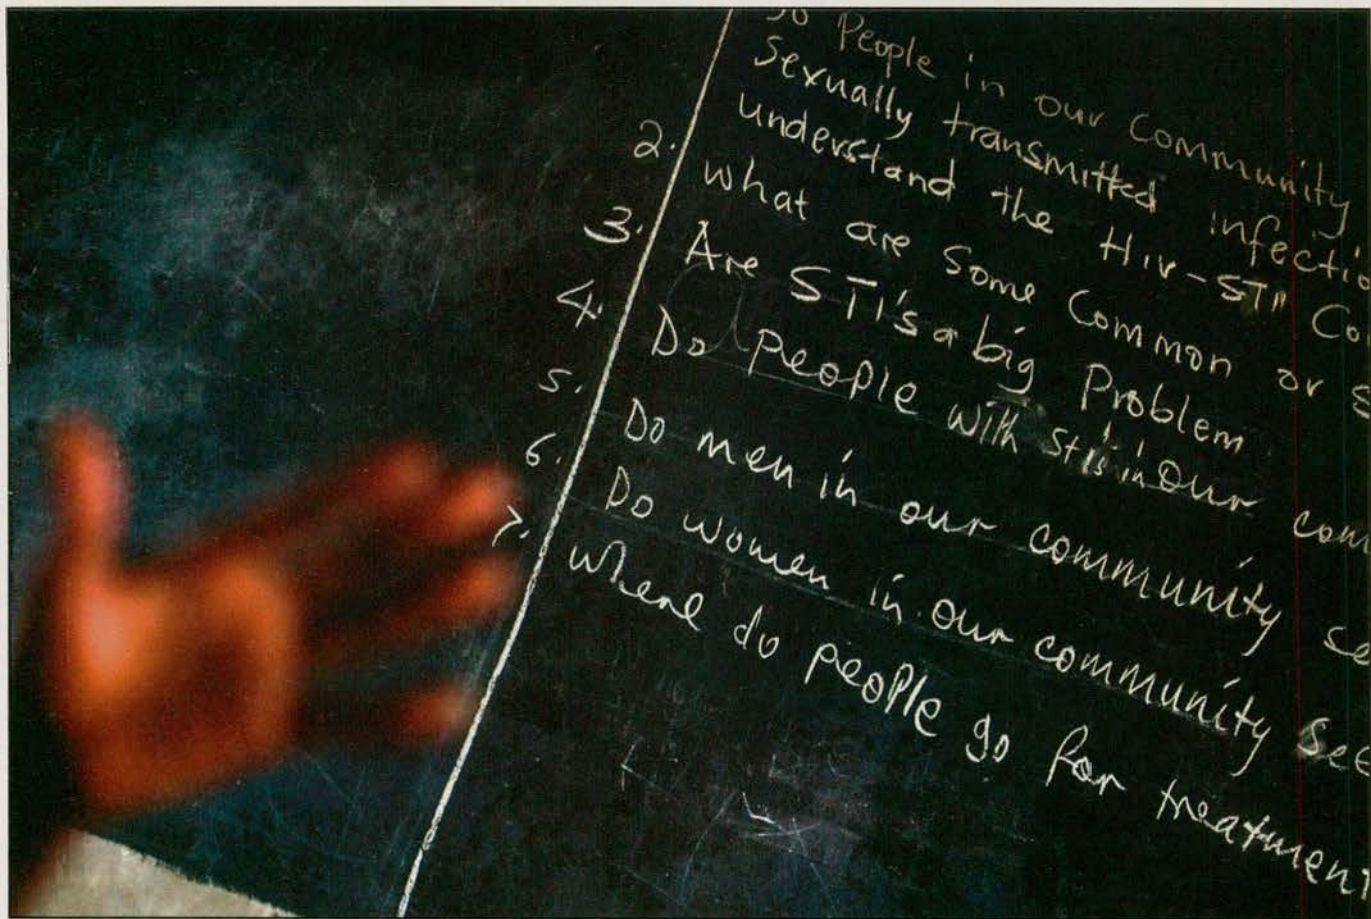 People in our Community
Sexually transmitted infectio
understand the Hiv-STI Co
2. what are some Common or s
3. Are STI's a big Problem
4. Do People with sti's in Our com
5. Do men in our community se
6. Do women in our community see
7. where do people go for treatment